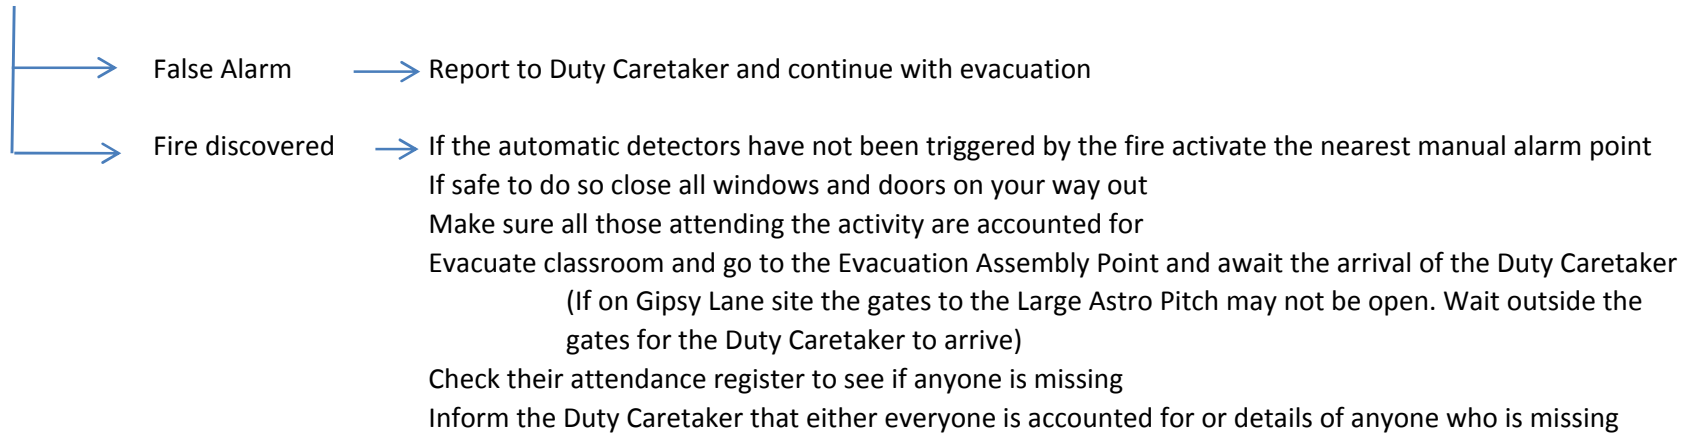 False Alarm Report to Duty Caretaker and continue with evacuation
Fire discovered If the automatic detectors have not been triggered by the fire activate the nearest manual alarm point
If safe to do so close all windows and doors on your way out
Make sure all those attending the activity are accounted for
Evacuate classroom and go to the Evacuation Assembly Point and await the arrival of the Duty Caretaker
(If on Gipsy Lane site the gates to the Large Astro Pitch may not be open. Wait outside the
gates for the Duty Caretaker to arrive)
Check their attendance register to see if anyone is missing
Inform the Duty Caretaker that either everyone is accounted for or details of anyone who is missing